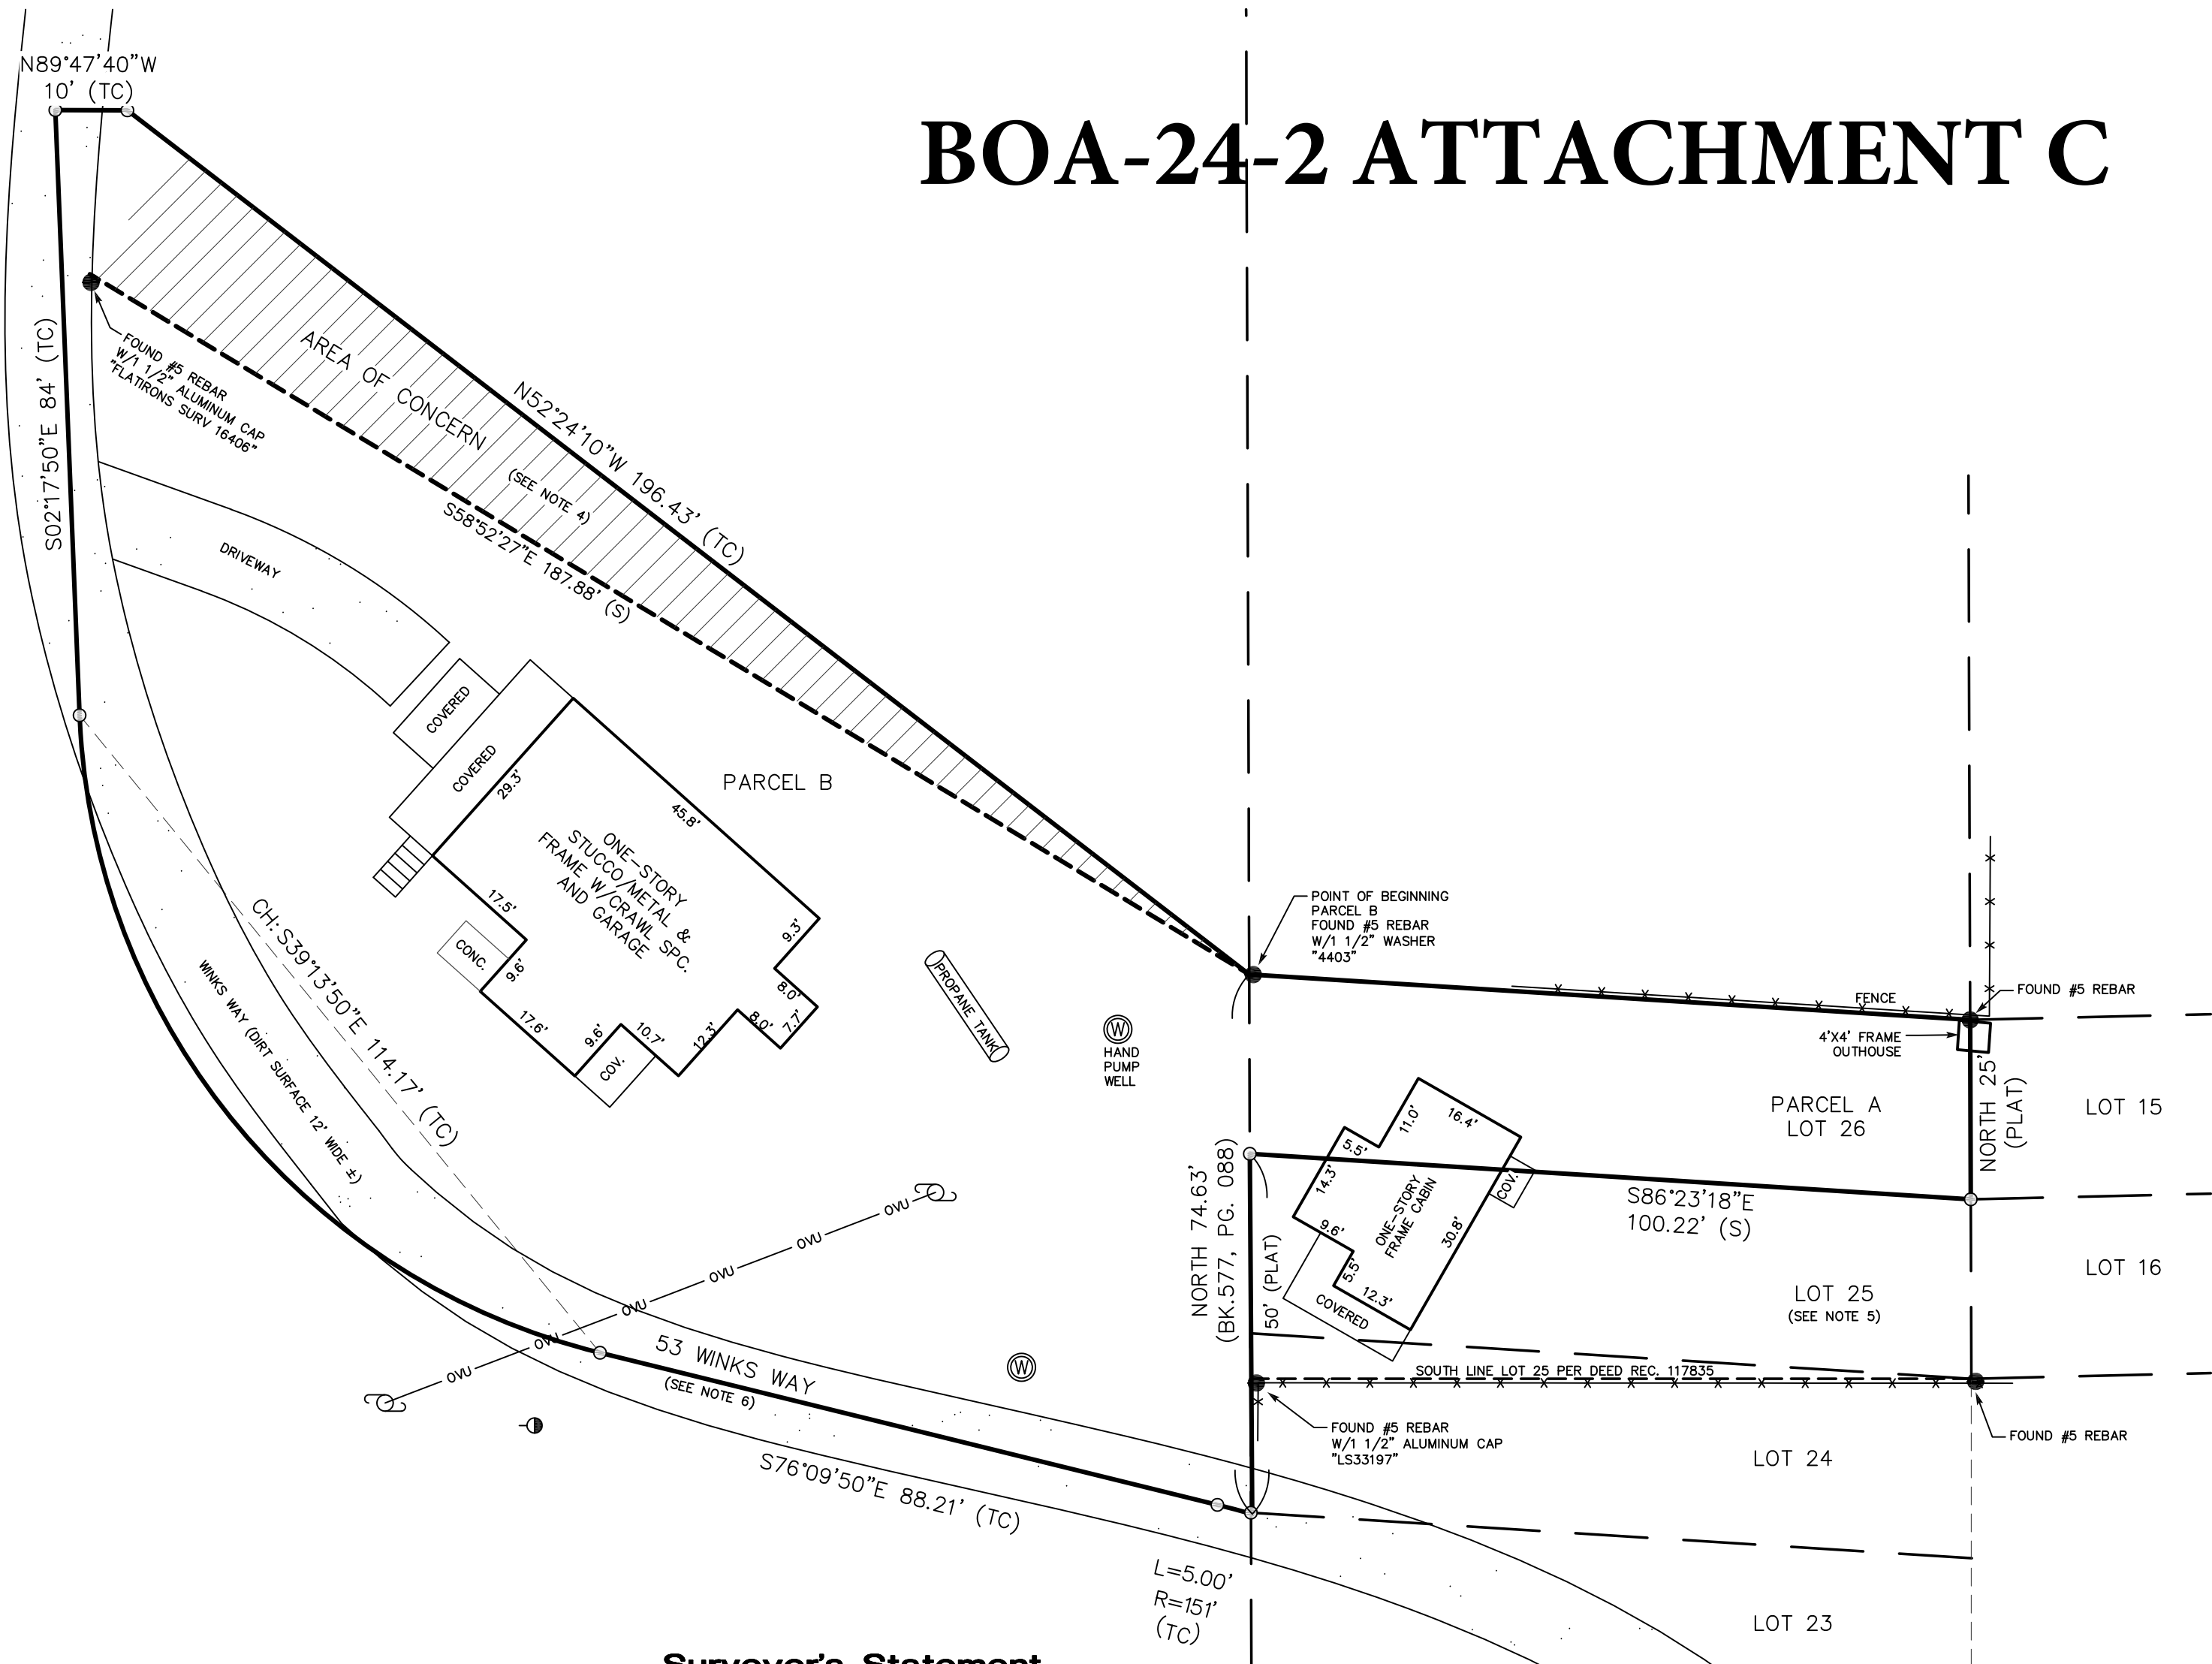 N89°47'40"W
10' (TC)
BOA-24-2 ATTACHMENT C
S02°17'50"E 84' (TC)
FOUND #5 REBAR
W/1 1/2" ALUMINUM CAP
"FLATIRONS SURV 16406"
AREA OF CONCERN
(SEE NOTE 4)
N52°24'10"W 196.43' (TC)
S58°52'27"E 187.88' (S)
DRIVEWAY
COVERED
COVERED
29.3'
45.8'
PARCEL B
ONE-STORY
STUCCO/METAL &
FRAME W/CRAWL SPC.
AND GARAGE
17.5'
CONC.
9.6'
17.6'
9.6'
COV.
10.7'
12.3'
8.0'
7.7'
8.0'
9.3'
PROPANE TANK
W
HAND
PUMP
WELL
POINT OF BEGINNING
PARCEL B
FOUND #5 REBAR
W/1 1/2" WASHER
"4403"
FENCE
FOUND #5 REBAR
4'X4' FRAME
OUTHOUSE
NORTH 25'
(PLAT)
PARCEL A
LOT 26
LOT 15
CH: S39°13'50"E 114.17' (TC)
WINKS WAY (DIRT SURFACE 12' WIDE ±)
NORTH 74.63'
(BK.577, PG. 088)
50' (PLAT)
5.5'
11.0'
16.4'
14.3'
ONE-STORY
FRAME CABIN
COV.
30.8'
9.6'
5.5'
12.3'
COVERED
S86°23'18"E
100.22' (S)
LOT 16
LOT 25
(SEE NOTE 5)
OVU
OVU
OVU
OVU
OVU
OVU
SOUTH LINE LOT 25 PER DEED REC. 117835
53 WINKS WAY
(SEE NOTE 6)
W
FOUND #5 REBAR
W/1 1/2" ALUMINUM CAP
"LS33197"
FOUND #5 REBAR
LOT 24
S76°09'50"E 88.21' (TC)
L=5.00'
R=151'
(TC)
LOT 23
Surveyor's Statement